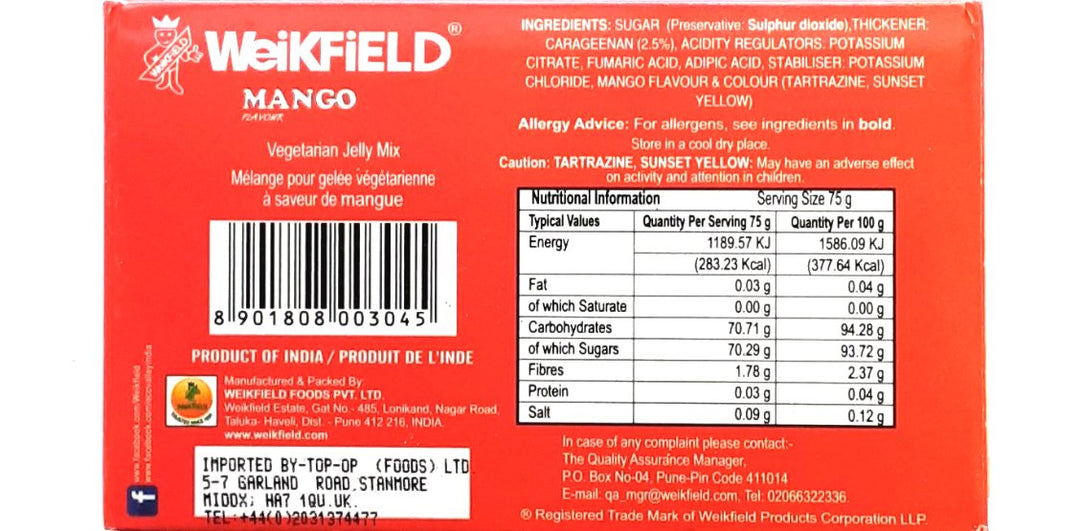 WEIKFIELD
WeiKFiELD®
MANGO
FLAVOUR
Vegetarian Jelly Mix
Mélange pour gelée végétarienne
à saveur de mangue
8 901808 003045
PRODUCT OF INDIA / PRODUIT DE L'INDE
Manufactured & Packed By
WEIKFIELD FOODS PVT. LTD.
Weikfield Estate, Gat No.- 485, Lonikand, Nagar Road,
Taluka- Haveli, Dist. - Pune 412 216, INDIA.
www.weikfield.com
www.facebook.com/Weikfield
www.facebook.com/ecovalleyindia
f
IMPORTED BY-TOP-OP (FOODS) LTD
5-7 GARLAND ROAD,STANMORE
MIDDX; HA7 1QU.UK.
TEL:+44(0)2031374477
INGREDIENTS: SUGAR (Preservative: Sulphur dioxide),THICKENER:
CARAGEENAN (2.5%), ACIDITY REGULATORS: POTASSIUM
CITRATE, FUMARIC ACID, ADIPIC ACID, STABILISER: POTASSIUM
CHLORIDE, MANGO FLAVOUR & COLOUR (TARTRAZINE, SUNSET
YELLOW)
Allergy Advice: For allergens, see ingredients in bold.
Store in a cool dry place.
Caution: TARTRAZINE, SUNSET YELLOW: May have an adverse effect
on activity and attention in children.
Nutritional Information Serving Size 75 g
Typical Values Quantity Per Serving 75 g Quantity Per 100 g
Energy 1189.57 KJ 1586.09 KJ
(283.23 Kcal) (377.64 Kcal)
Fat 0.03 g 0.04 g
of which Saturate 0.00 g 0.00 g
Carbohydrates 70.71 g 94.28 g
of which Sugars 70.29 g 93.72 g
Fibres 1.78 g 2.37 g
Protein 0.03 g 0.04 g
Salt 0.09 g 0.12 g
In case of any complaint please contact:-
The Quality Assurance Manager,
P.O. Box No-04, Pune-Pin Code 411014
E-mail: qa_mgr@weikfield.com, Tel: 02066322336.
® Registered Trade Mark of Weikfield Products Corporation LLP.